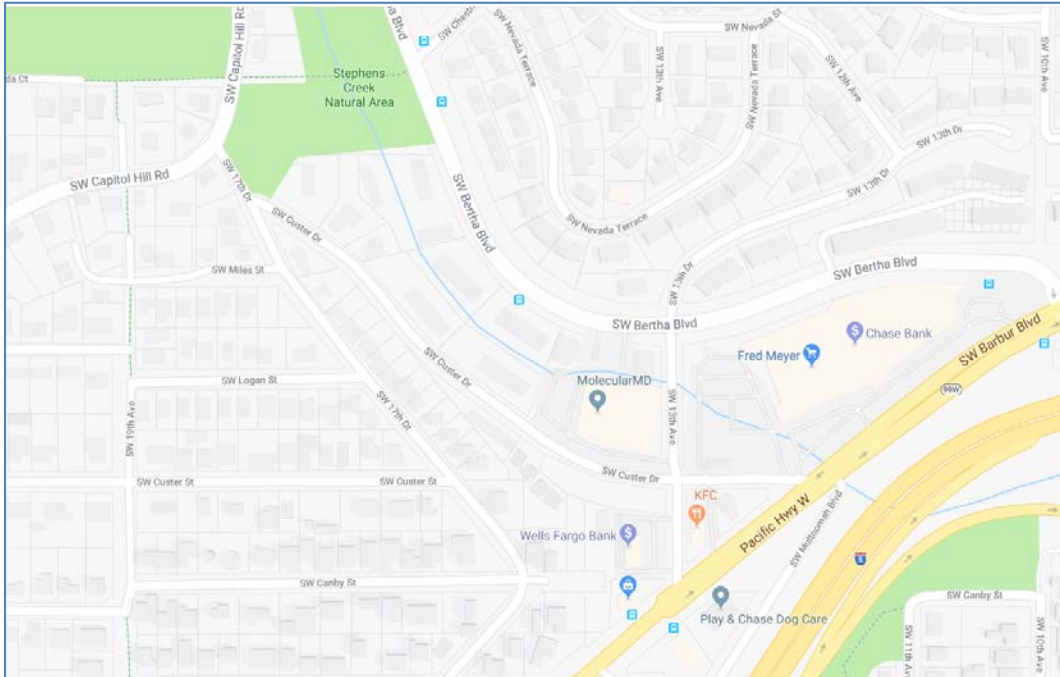 SW Capitol Hill Rd
Stephens
Creek
Natural Area
SW Nevada Terrace
SW 13th Ave
SW Nevada St
SW Nevada Terrace
SW 12th Ave
SW 10th Ave
da Ct
SW Capitol Hill Rd
SW 17th Dr
SW Custer Dr
SW Bertha Blvd
SW Nevada Terrace
SW 13th Dr
SW 13th Dr
SW Miles St
SW 13th Dr
SW Bertha Blvd
SW Bertha Blvd
Chase Bank
Fred Meyer
SW Barbur Blvd
99W
SW Custer Dr
MolecularMD
SW Logan St
SW 17th Dr
SW 19th Ave
SW 13th Ave
SW Custer St
SW Custer St
SW Custer Dr
KFC
Wells Fargo Bank
Pacific Hwy W
SW Multnomah Blvd
5
SW Canby St
Play & Chase Dog Care
SW Canby St
SW 11th Ave
SW 10th Ave